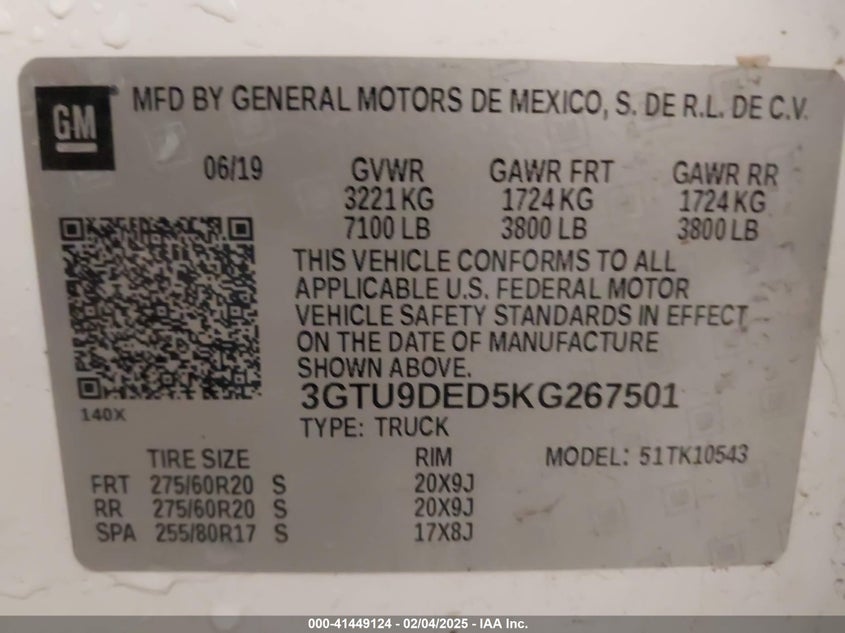 GM
MFD BY GENERAL MOTORS DE MEXICO, S. DE R.L. DE C.V.
06/19 GVWR GAWR FRT GAWR RR
3221 KG 1724 KG 1724 KG
7100 LB 3800 LB 3800 LB
THIS VEHICLE CONFORMS TO ALL
APPLICABLE U.S. FEDERAL MOTOR
VEHICLE SAFETY STANDARDS IN EFFECT
ON THE DATE OF MANUFACTURE
SHOWN ABOVE.
3GTU9DED5KG267501
140X
TYPE: TRUCK
TIRE SIZE RIM MODEL: 51TK10543
FRT 275/60R20 S 20X9J
RR 275/60R20 S 20X9J
SPA 255/80R17 S 17X8J
000-41449124 - 02/04/2025 - IAA Inc.